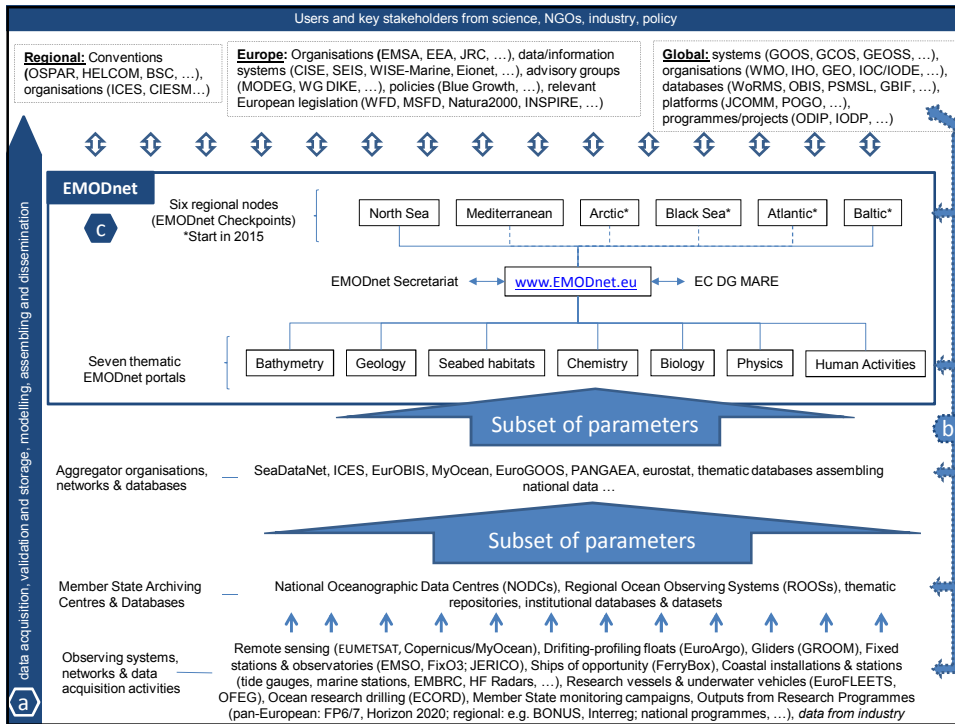 Users and key stakeholders from science, NGOs, industry, policy
Regional: Conventions
(OSPAR, HELCOM, BSC, …),
organisations (ICES, CIESM…)
Europe: Organisations (EMSA, EEA, JRC, …), data/information
systems (CISE, SEIS, WISE-Marine, Eionet, …), advisory groups
(MODEG, WG DIKE, …), policies (Blue Growth, …), relevant
European legislation (WFD, MSFD, Natura2000, INSPIRE, …)
Global: systems (GOOS, GCOS, GEOSS, …),
organisations (WMO, IHO, GEO, IOC/IODE, …),
databases (WoRMS, OBIS, PSMSL, GBIF, …),
platforms (JCOMM, POGO, …),
programmes/projects (ODIP, IODP, …)
data acquisition, validation and storage, modelling, assembling and dissemination
a
EMODnet
c
Six regional nodes
(EMODnet Checkpoints)
*Start in 2015
North Sea
Mediterranean
Arctic*
Black Sea*
Atlantic*
Baltic*
EMODnet Secretariat
www.EMODnet.eu
EC DG MARE
Seven thematic
EMODnet portals
Bathymetry
Geology
Seabed habitats
Chemistry
Biology
Physics
Human Activities
Subset of parameters
b
Aggregator organisations,
networks & databases
SeaDataNet, ICES, EurOBIS, MyOcean, EuroGOOS, PANGAEA, eurostat, thematic databases assembling
national data …
Subset of parameters
Member State Archiving
Centres & Databases
National Oceanographic Data Centres (NODCs), Regional Ocean Observing Systems (ROOSs), thematic
repositories, institutional databases & datasets
Observing systems,
networks & data
acquisition activities
Remote sensing (EUMETSAT, Copernicus/MyOcean), Drifiting-profiling floats (EuroArgo), Gliders (GROOM), Fixed
stations & observatories (EMSO, FixO3; JERICO), Ships of opportunity (FerryBox), Coastal installations & stations
(tide gauges, marine stations, EMBRC, HF Radars, …), Research vessels & underwater vehicles (EuroFLEETS,
OFEG), Ocean research drilling (ECORD), Member State monitoring campaigns, Outputs from Research Programmes
(pan-European: FP6/7, Horizon 2020; regional: e.g. BONUS, Interreg; national programmes, …), data from industry